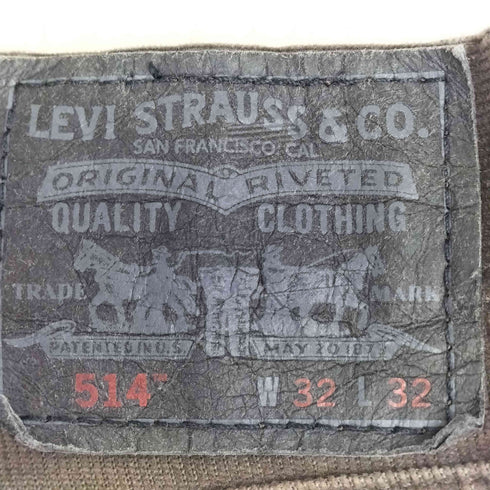 LEVI STRAUSS & CO.
SAN FRANCISCO, CAL.
ORIGINAL RIVETED
QUALITY CLOTHING
TRADE MARK
PATENTED IN U.S. MAY 20 1873
514™ W 32 L 32